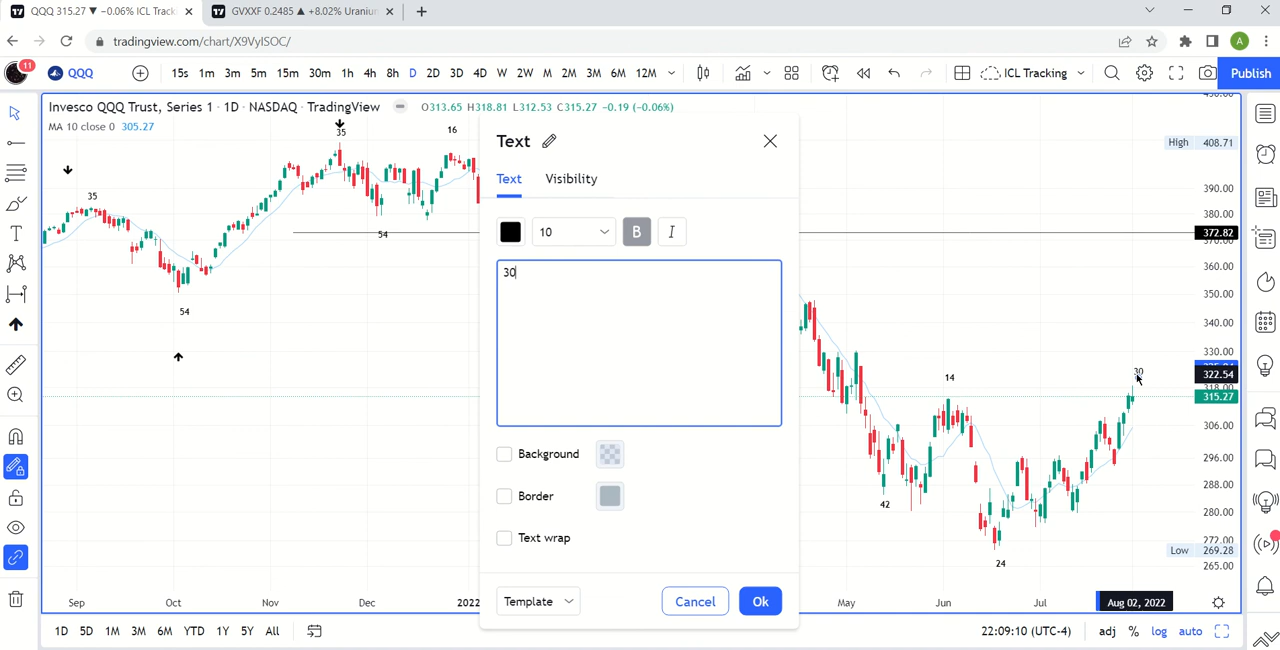 QQQ 315.27 ▼ −0.06% ICL Track
GVXXF 0.2485 ▲ +8.02% Uranium
tradingview.com/chart/X9VyISOC/
A
11
QQQ
15s 1m 3m 5m 15m 30m 1h 4h 8h D 2D 3D 4D W 2W M 2M 3M 6M 12M
ICL Tracking
Publish
Invesco QQQ Trust, Series 1 · 1D · NASDAQ · TradingView
O313.65 H318.81 L312.53 C315.27 −0.19 (−0.06%)
MA 10 close 0 305.27
35
16
35
54
54
14
42
24
30
Text
Text Visibility
10
B
I
30
Background
Border
Text wrap
Template
Cancel
Ok
High 408.71
390.00
380.00
372.82
370.00
360.00
350.00
340.00
330.00
322.54
318.00
315.27
306.00
296.00
288.00
280.00
272.00
Low 269.28
265.00
Sep Oct Nov Dec 2022 May Jun Jul Aug 02, 2022
1D 5D 1M 3M 6M YTD 1Y 5Y All
22:09:10 (UTC-4)
adj % log auto